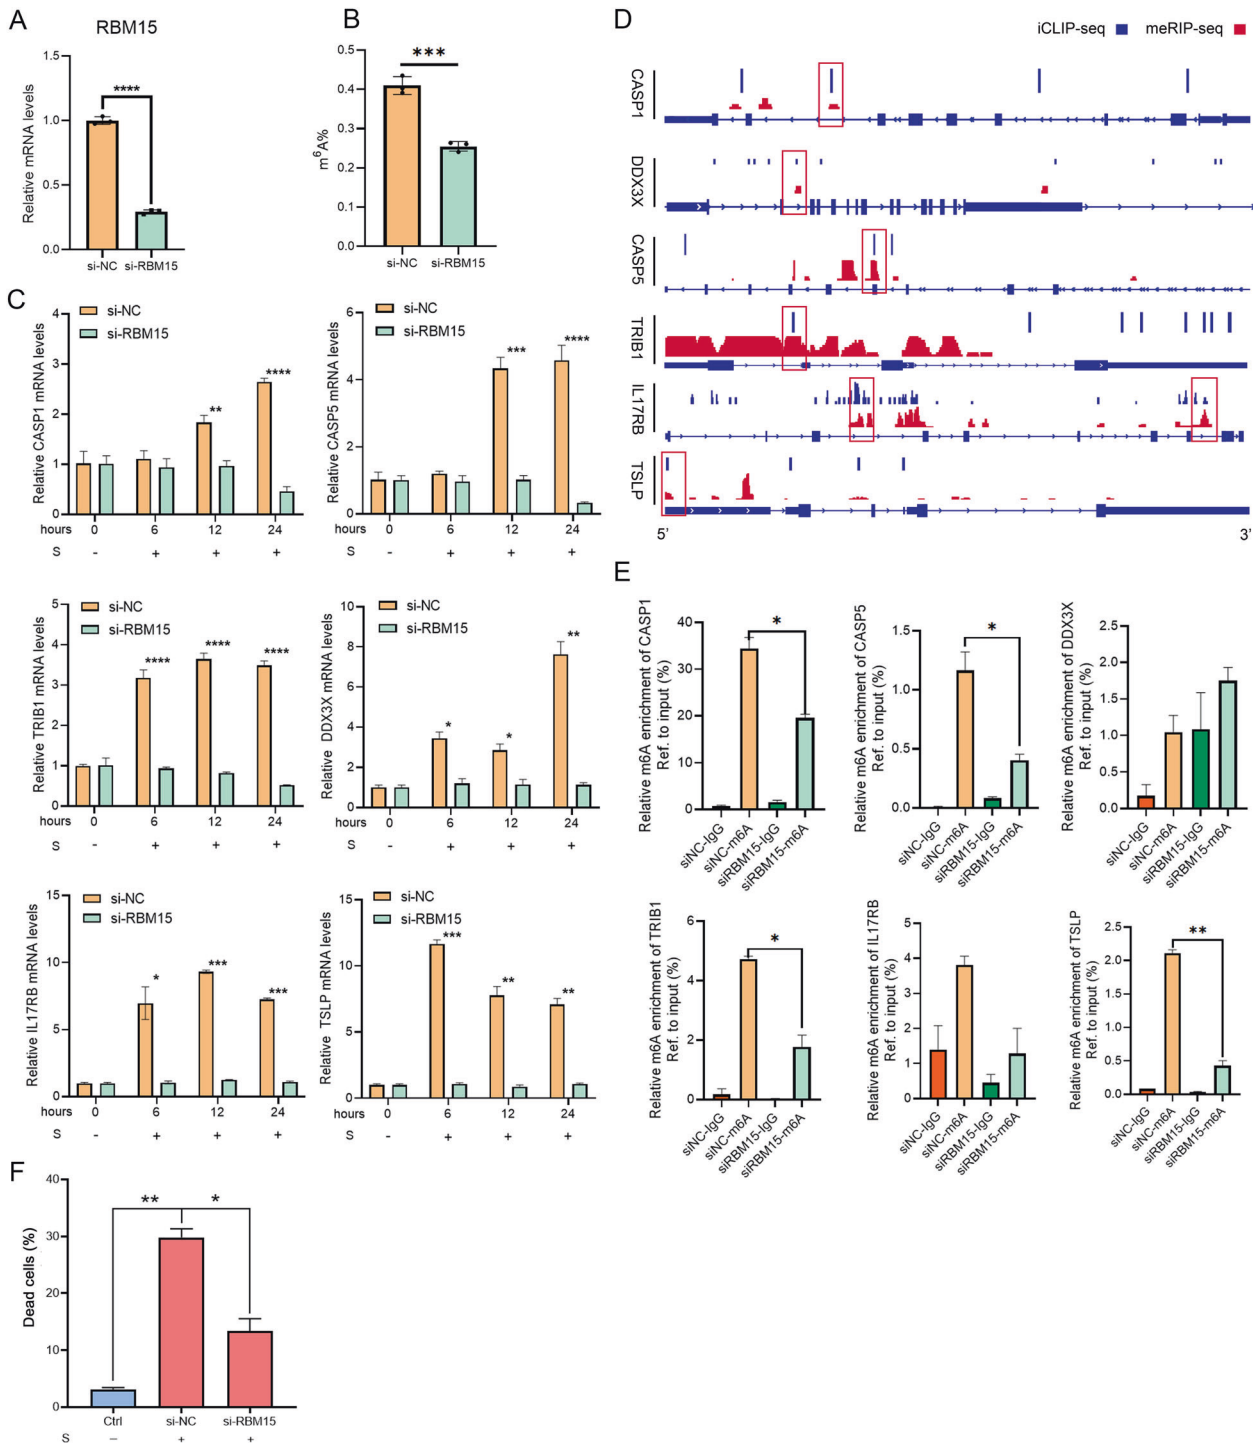 A
RBM15
Relative mRNA levels
1.5
1.0
0.5
0.0
****
si-NC si-RBM15
B
m⁶A%
0.5
0.4
0.3
0.2
0.1
0.0
***
si-NC si-RBM15
C
si-NC
si-RBM15
Relative CASP1 mRNA levels
4
3
2
1
0
**
****
hours 0 6 12 24
S - + + +
si-NC
si-RBM15
Relative CASP5 mRNA levels
6
4
2
0
***
****
hours 0 6 12 24
S - + + +
si-NC
si-RBM15
Relative TRIB1 mRNA levels
5
4
3
2
1
0
****
****
****
hours 0 6 12 24
S - + + +
si-NC
si-RBM15
Relative DDX3X mRNA levels
10
8
6
4
2
0
*
*
**
hours 0 6 12 24
S - + + +
si-NC
si-RBM15
Relative IL17RB mRNA levels
15
10
5
0
*
***
***
hours 0 6 12 24
S - + + +
si-NC
si-RBM15
Relative TSLP mRNA levels
15
10
5
0
***
**
**
hours 0 6 12 24
S - + + +
D
iCLIP-seq meRIP-seq
CASP1
DDX3X
CASP5
TRIB1
IL17RB
TSLP
5' 3'
E
Relative m6A enrichment of CASP1
Ref. to input (%)
40
30
20
10
0
*
siNC-IgG
siNC-m6A
siRBM15-IgG
siRBM15-m6A
Relative m6A enrichment of CASP5
Ref. to input (%)
1.5
1.0
0.5
0.0
*
siNC-IgG
siNC-m6A
siRBM15-IgG
siRBM15-m6A
Relative m6A enrichment of DDX3X
Ref. to input (%)
2.5
2.0
1.5
1.0
0.5
0.0
siNC-IgG
siNC-m6A
siRBM15-IgG
siRBM15-m6A
Relative m6A enrichment of TRIB1
Ref. to input (%)
6
4
2
0
*
siNC-IgG
siNC-m6A
siRBM15-IgG
siRBM15-m6A
Relative m6A enrichment of IL17RB
Ref. to input (%)
5
4
3
2
1
0
siNC-IgG
siNC-m6A
siRBM15-IgG
siRBM15-m6A
Relative m6A enrichment of TSLP
Ref. to input (%)
2.5
2.0
1.5
1.0
0.5
0.0
**
siNC-IgG
siNC-m6A
siRBM15-IgG
siRBM15-m6A
F
Dead cells (%)
40
30
20
10
0
** *
Ctrl si-NC si-RBM15
S − + +